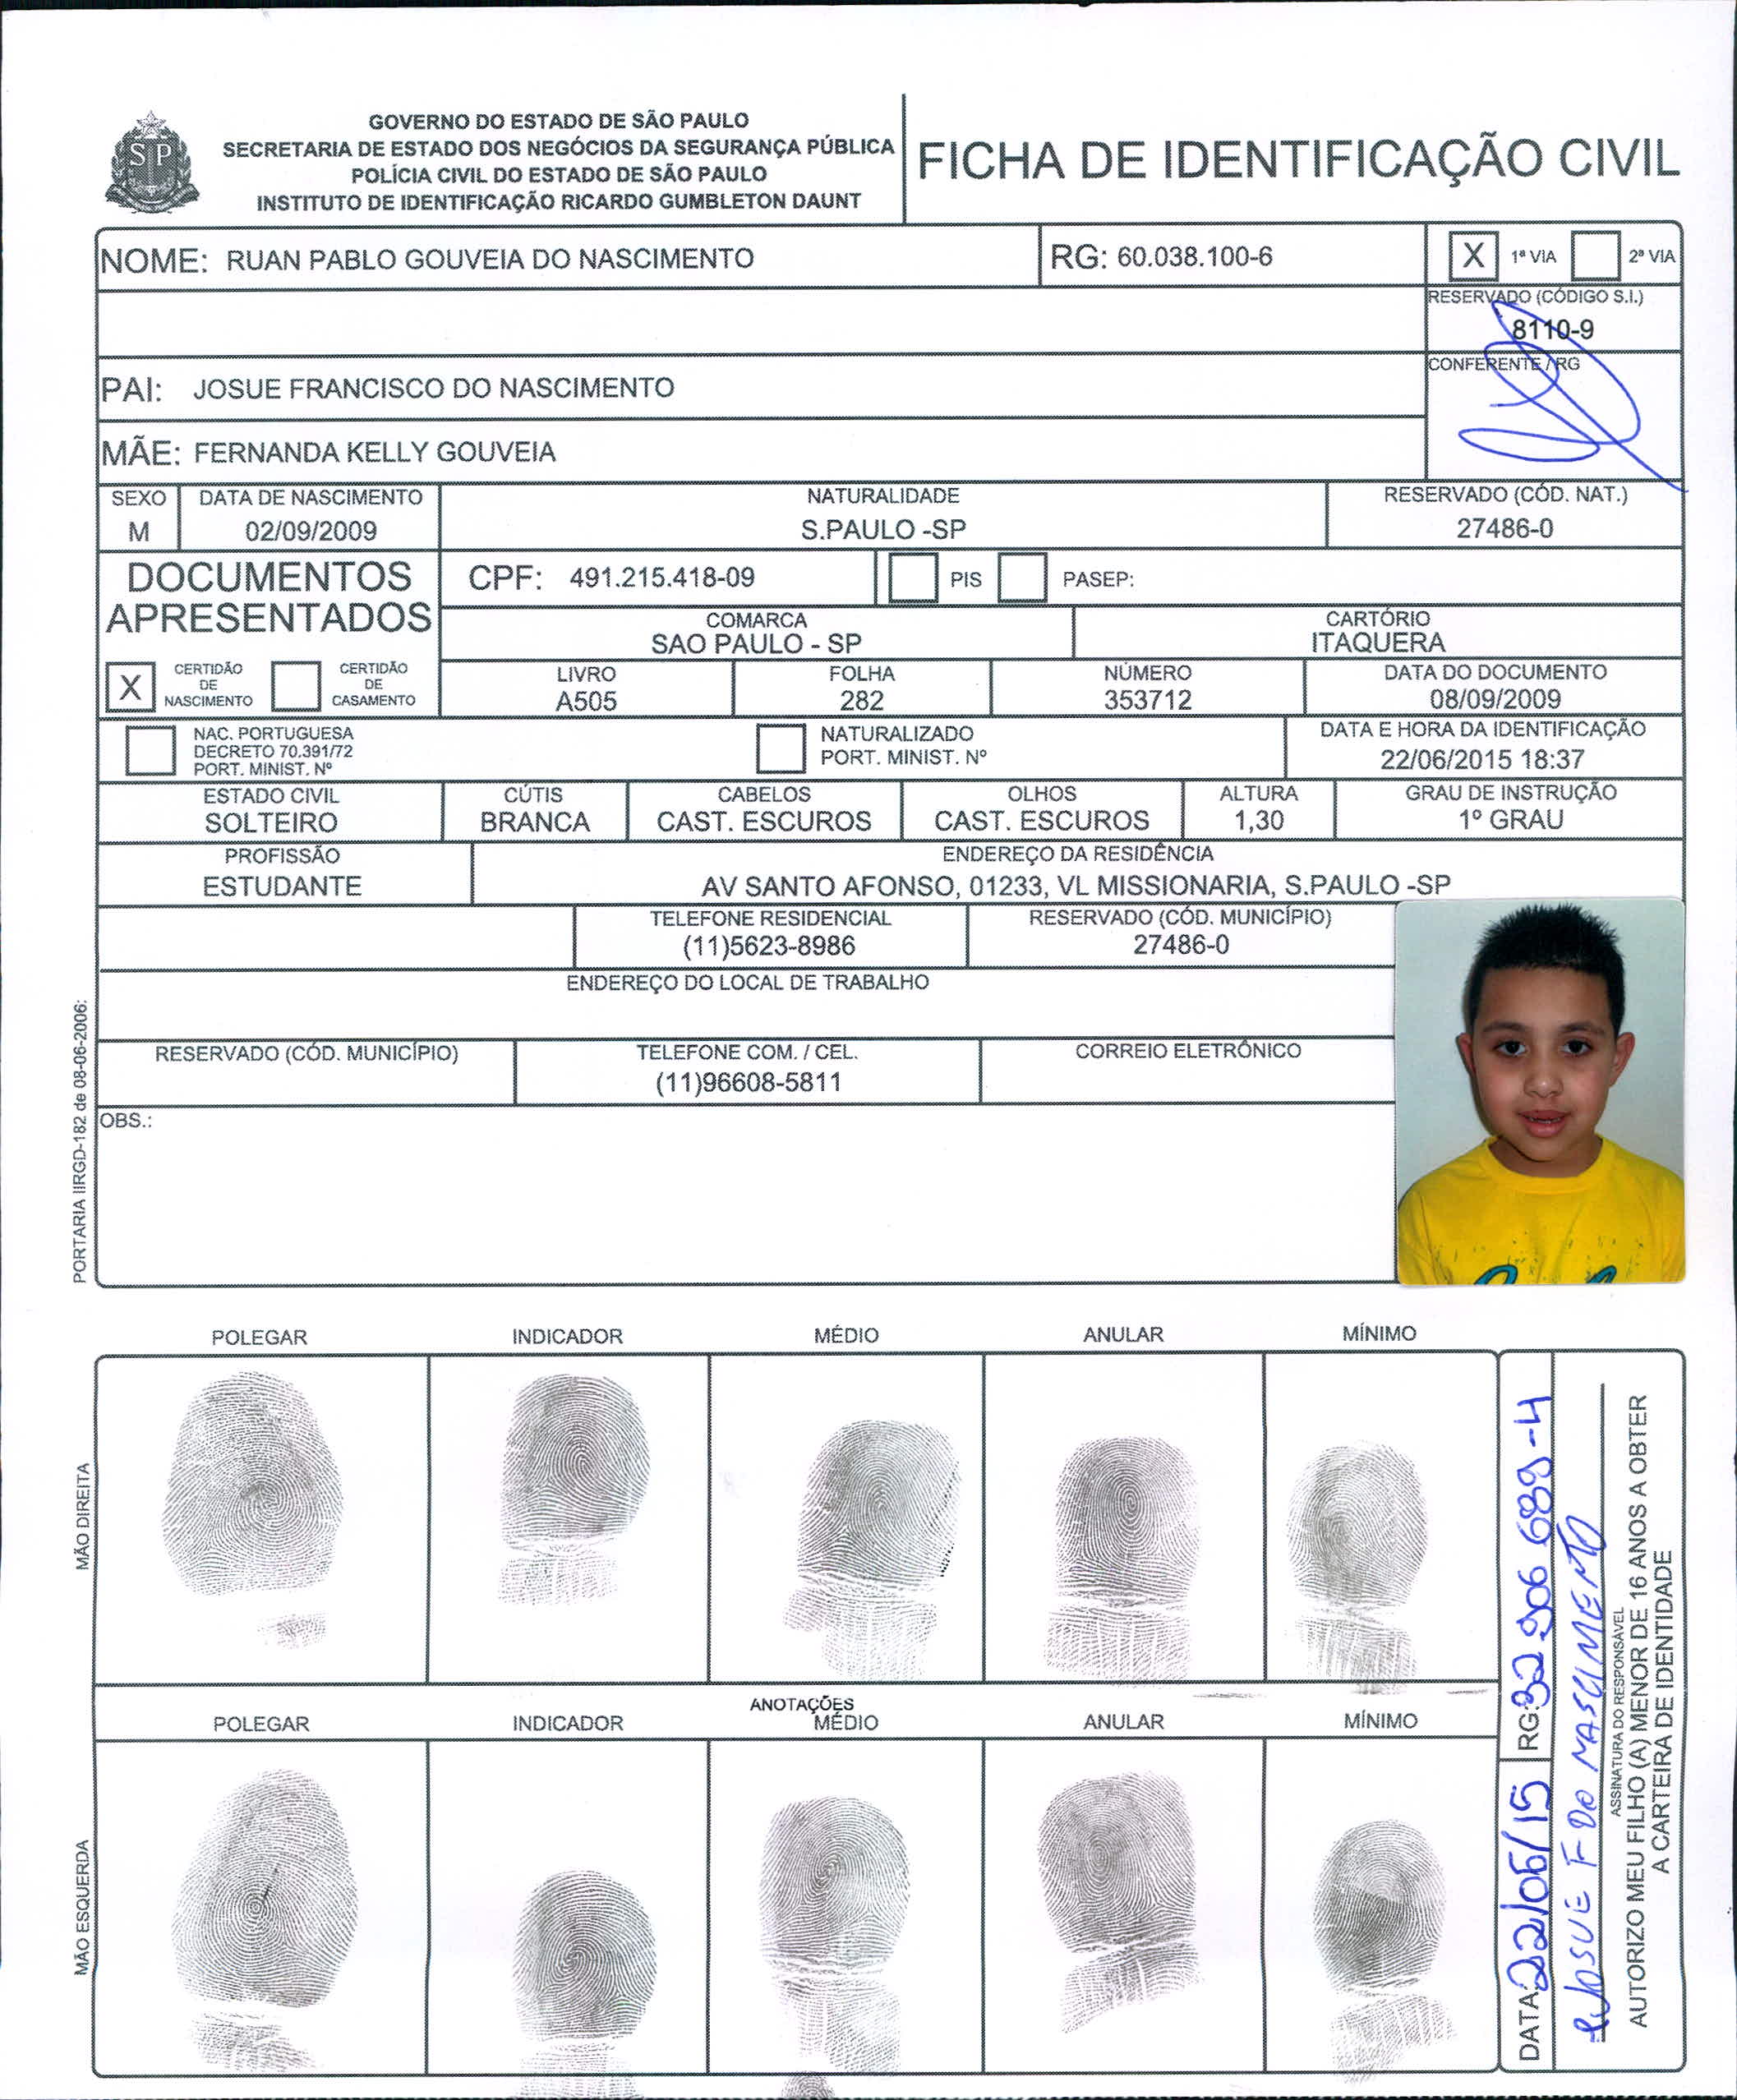 GOVERNO DO ESTADO DE SÃO PAULO
SECRETARIA DE ESTADO DOS NEGÓCIOS DA SEGURANÇA PÚBLICA
POLÍCIA CIVIL DO ESTADO DE SÃO PAULO
INSTITUTO DE IDENTIFICAÇÃO RICARDO GUMBLETON DAUNT
SP
FICHA DE IDENTIFICAÇÃO CIVIL
NOME: RUAN PABLO GOUVEIA DO NASCIMENTO RG: 60.038.100-6 X 1ª VIA 2ª VIA
RESERVADO (CÓDIGO S.I.)
8110-9
CONFERENTE / RG
PAI: JOSUE FRANCISCO DO NASCIMENTO
MÃE: FERNANDA KELLY GOUVEIA
SEXO DATA DE NASCIMENTO NATURALIDADE RESERVADO (CÓD. NAT.)
M 02/09/2009 S.PAULO -SP 27486-0
DOCUMENTOS
APRESENTADOS
CPF: 491.215.418-09 PIS PASEP:
COMARCA CARTÓRIO
SAO PAULO - SP ITAQUERA
X CERTIDÃO DE NASCIMENTO CERTIDÃO DE CASAMENTO
LIVRO FOLHA NÚMERO DATA DO DOCUMENTO
A505 282 353712 08/09/2009
NAC. PORTUGUESA
DECRETO 70.391/72
PORT. MINIST. Nº
NATURALIZADO
PORT. MINIST. Nº
DATA E HORA DA IDENTIFICAÇÃO
22/06/2015 18:37
ESTADO CIVIL CÚTIS CABELOS OLHOS ALTURA GRAU DE INSTRUÇÃO
SOLTEIRO BRANCA CAST. ESCUROS CAST. ESCUROS 1,30 1º GRAU
PROFISSÃO ENDEREÇO DA RESIDÊNCIA
ESTUDANTE AV SANTO AFONSO, 01233, VL MISSIONARIA, S.PAULO -SP
TELEFONE RESIDENCIAL RESERVADO (CÓD. MUNICÍPIO)
(11)5623-8986 27486-0
ENDEREÇO DO LOCAL DE TRABALHO
RESERVADO (CÓD. MUNICÍPIO) TELEFONE COM. / CEL. CORREIO ELETRÔNICO
(11)96608-5811
OBS.:
PORTARIA IIRGD-182 de 08-06-2006:
POLEGAR INDICADOR MÉDIO ANULAR MÍNIMO
MÃO DIREITA
ANOTAÇÕES
POLEGAR INDICADOR MÉDIO ANULAR MÍNIMO
MÃO ESQUERDA
DATA: 22/06/15 RG: 32 906 689-4
JOSUE F DO NASCIMENTO
ASSINATURA DO RESPONSÁVEL
AUTORIZO MEU FILHO (A) MENOR DE 16 ANOS A OBTER
A CARTEIRA DE IDENTIDADE